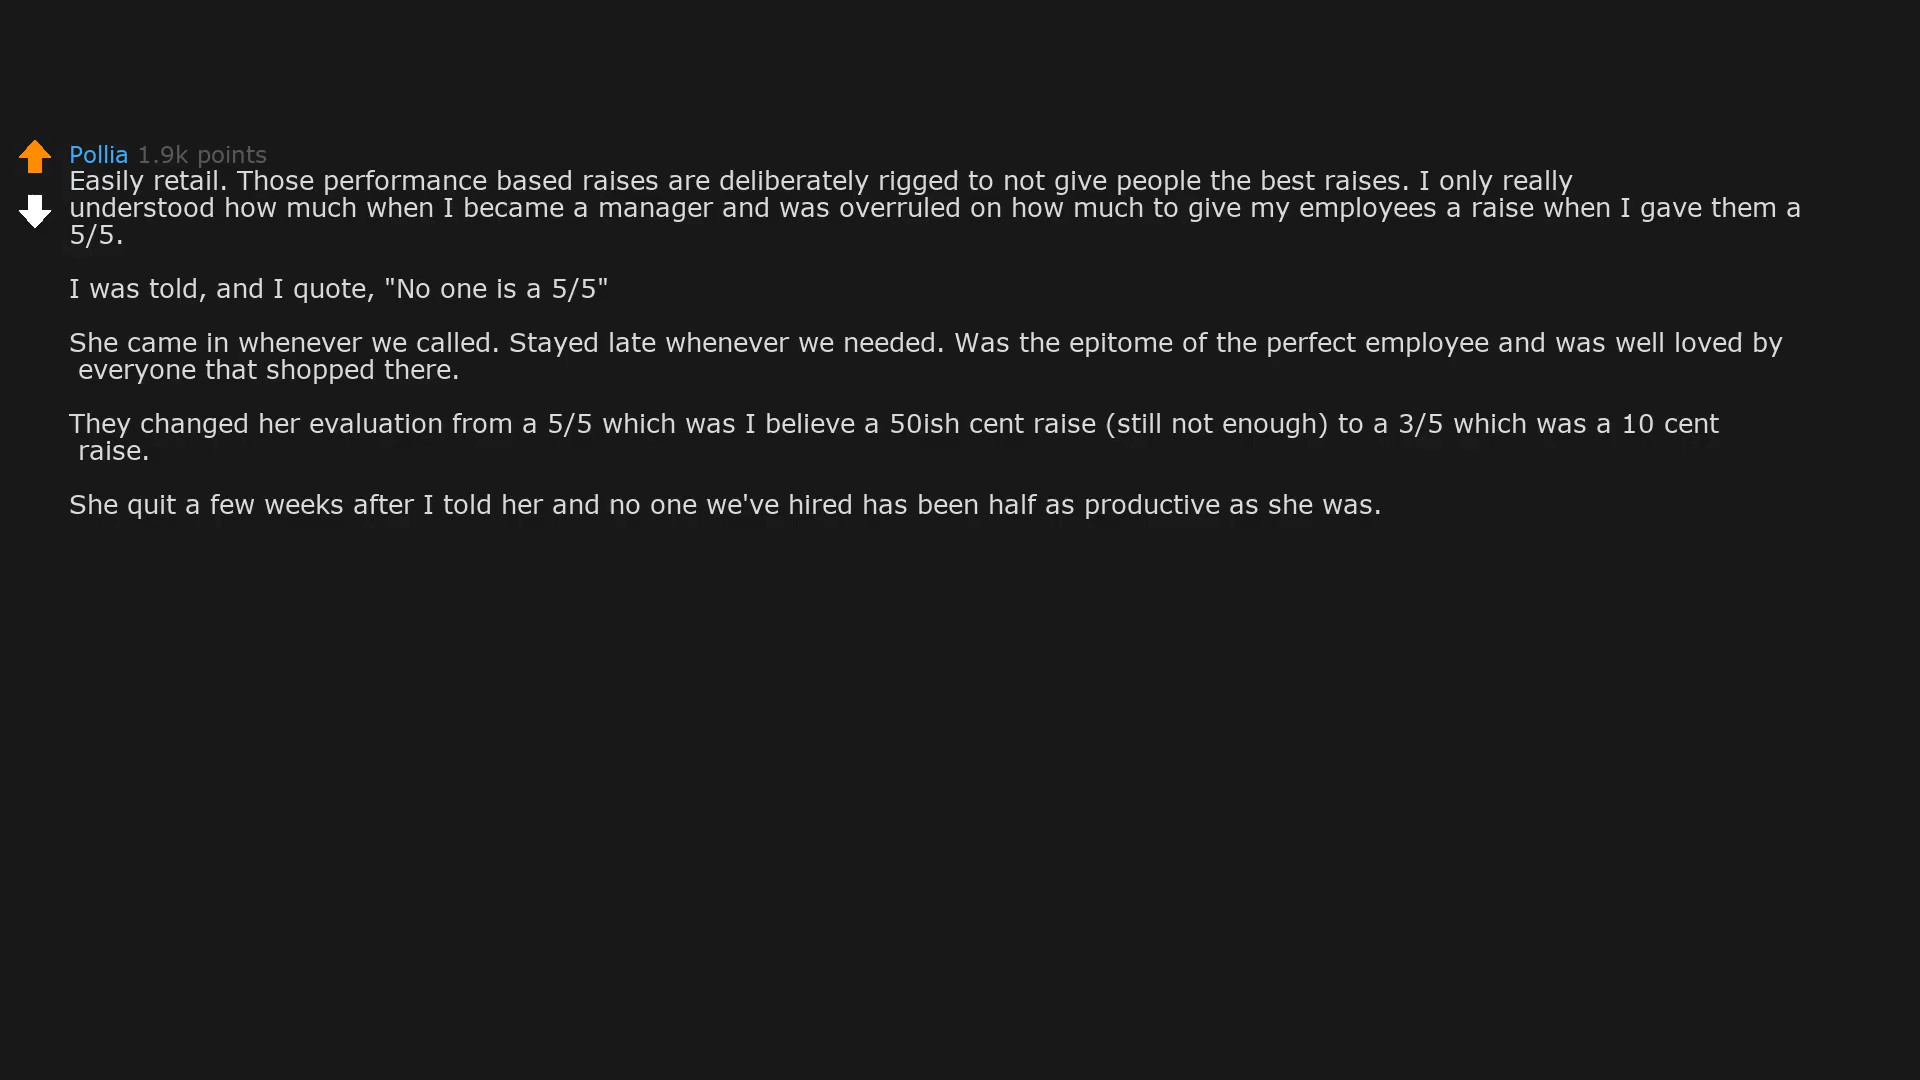 Pollia 1.9k points
Easily retail. Those performance based raises are deliberately rigged to not give people the best raises. I only really
understood how much when I became a manager and was overruled on how much to give my employees a raise when I gave them a
5/5.
I was told, and I quote, "No one is a 5/5"
She came in whenever we called. Stayed late whenever we needed. Was the epitome of the perfect employee and was well loved by
everyone that shopped there.
They changed her evaluation from a 5/5 which was I believe a 50ish cent raise (still not enough) to a 3/5 which was a 10 cent
raise.
She quit a few weeks after I told her and no one we've hired has been half as productive as she was.